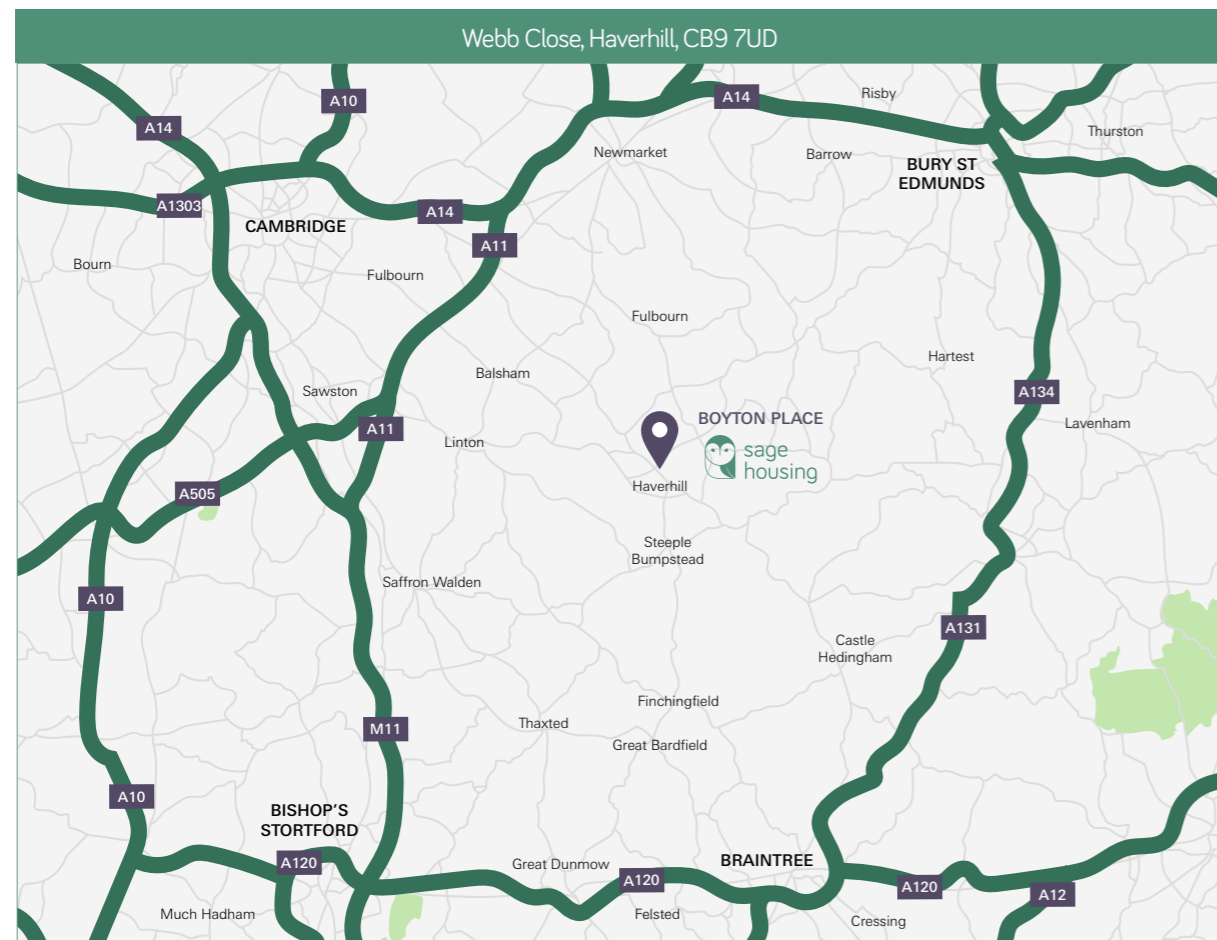 Webb Close, Haverhill, CB9 7UD
A10
A14
Risby
A14
Thurston
Newmarket
Barrow
BURY ST
EDMUNDS
A1303
A14
CAMBRIDGE
A11
Bourn
Fulbourn
Fulbourn
Hartest
Balsham
Sawston
A134
BOYTON PLACE
Lavenham
A11
Linton
sage
housing
Haverhill
A505
Steeple
Bumpstead
Saffron Walden
A10
A131
Castle
Hedingham
Finchingfield
Thaxted
M11
Great Bardfield
A10
BISHOP'S
STORTFORD
A120
Great Dunmow
BRAINTREE
A120
A120
A12
Much Hadham
Felsted
Cressing